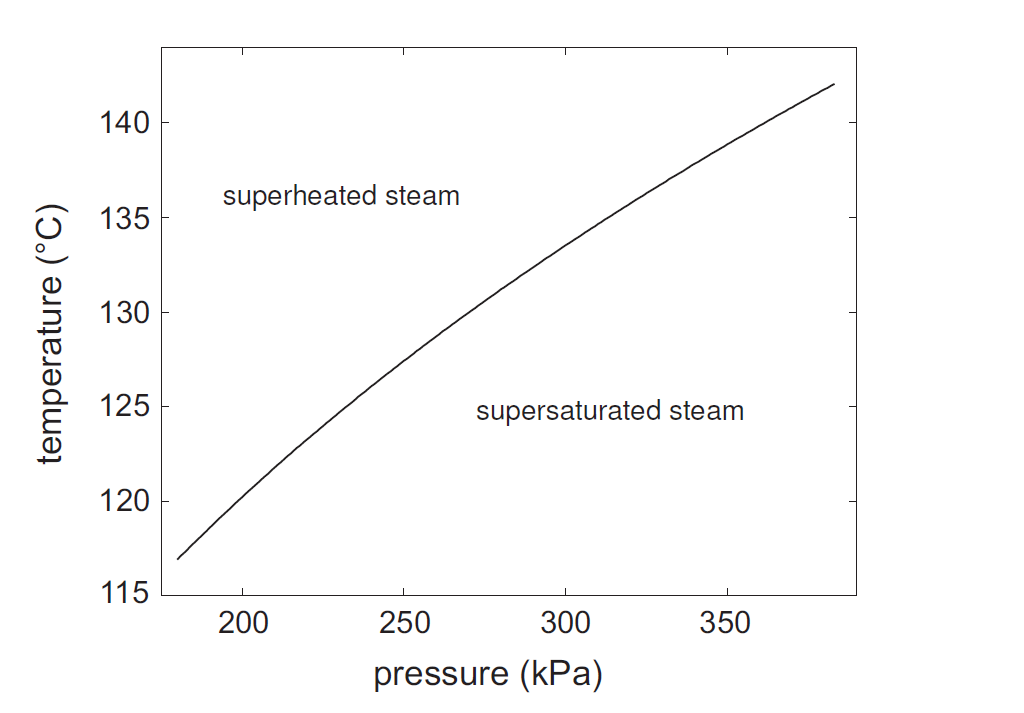 140
135
130
125
120
115
temperature (°C)
superheated steam
supersaturated steam
200 250 300 350
pressure (kPa)